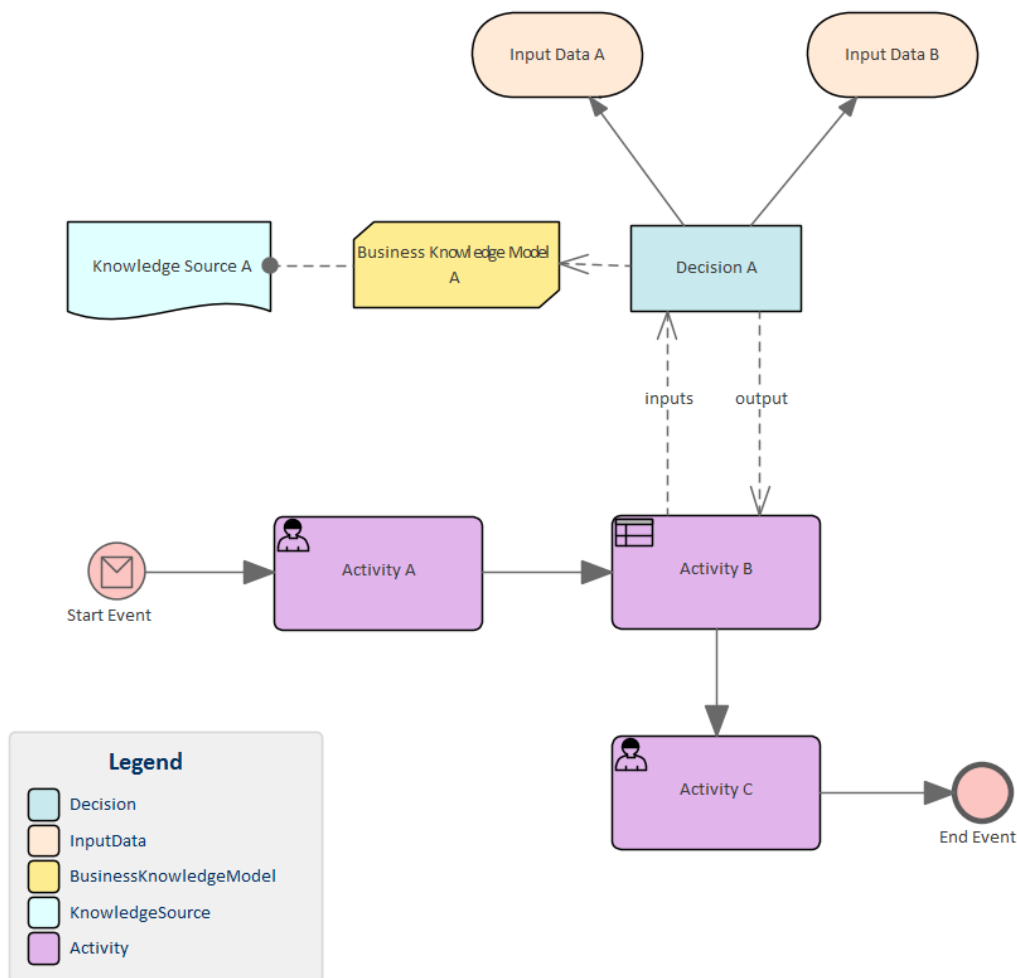 Input Data A
Input Data B
Knowledge Source A
Business Knowledge Model
A
Decision A
inputs
output
Activity A
Activity B
Start Event
Activity C
End Event
Legend
Decision
InputData
BusinessKnowledgeModel
KnowledgeSource
Activity